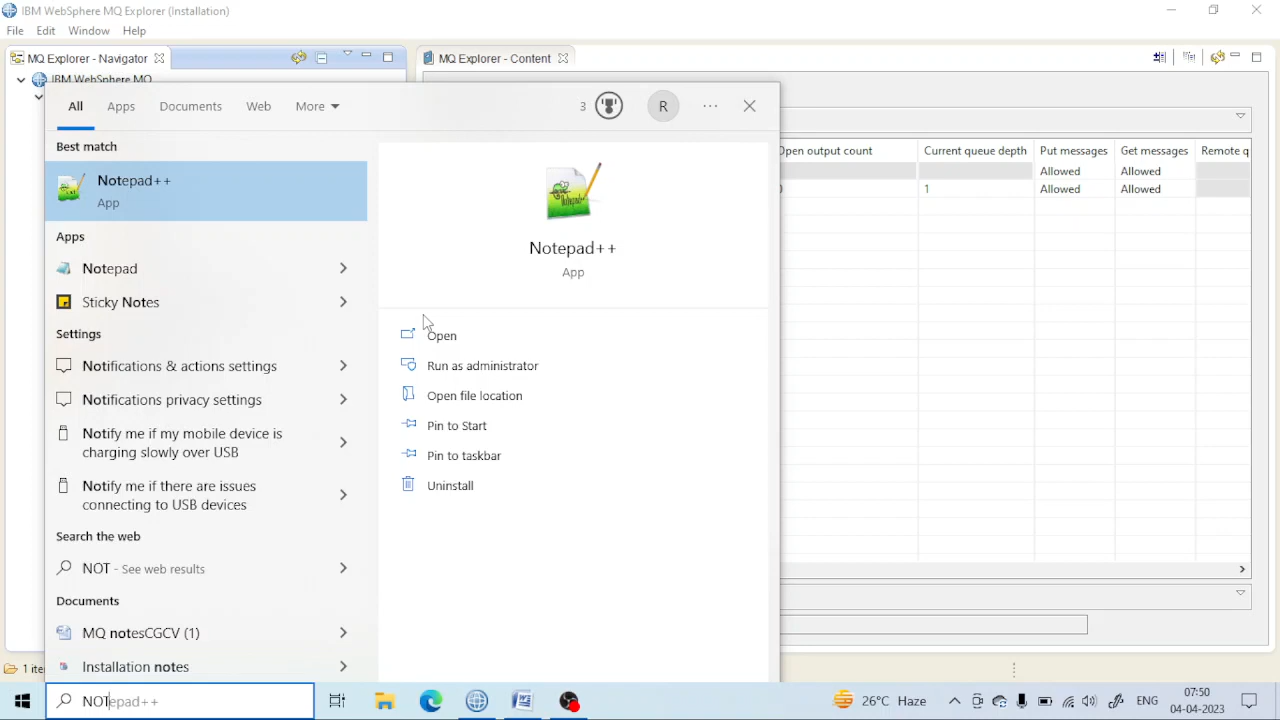 IBM WebSphere MQ Explorer (Installation)
File Edit Window Help
MQ Explorer - Navigator
MQ Explorer - Content
IBM WebSphere MQ
All Apps Documents Web More
3
R
Best match
Notepad++
App
Apps
Notepad
Sticky Notes
Settings
Notifications & actions settings
Notifications privacy settings
Notify me if my mobile device is
charging slowly over USB
Notify me if there are issues
connecting to USB devices
Search the web
NOT - See web results
Documents
MQ notesCGCV (1)
Installation notes
Notepad++
App
Open
Run as administrator
Open file location
Pin to Start
Pin to taskbar
Uninstall
Open output count Current queue depth Put messages Get messages Remote q
Allowed Allowed
0 1 Allowed Allowed
1 ite
NOTepad++
26°C Haze
ENG
07:50
04-04-2023